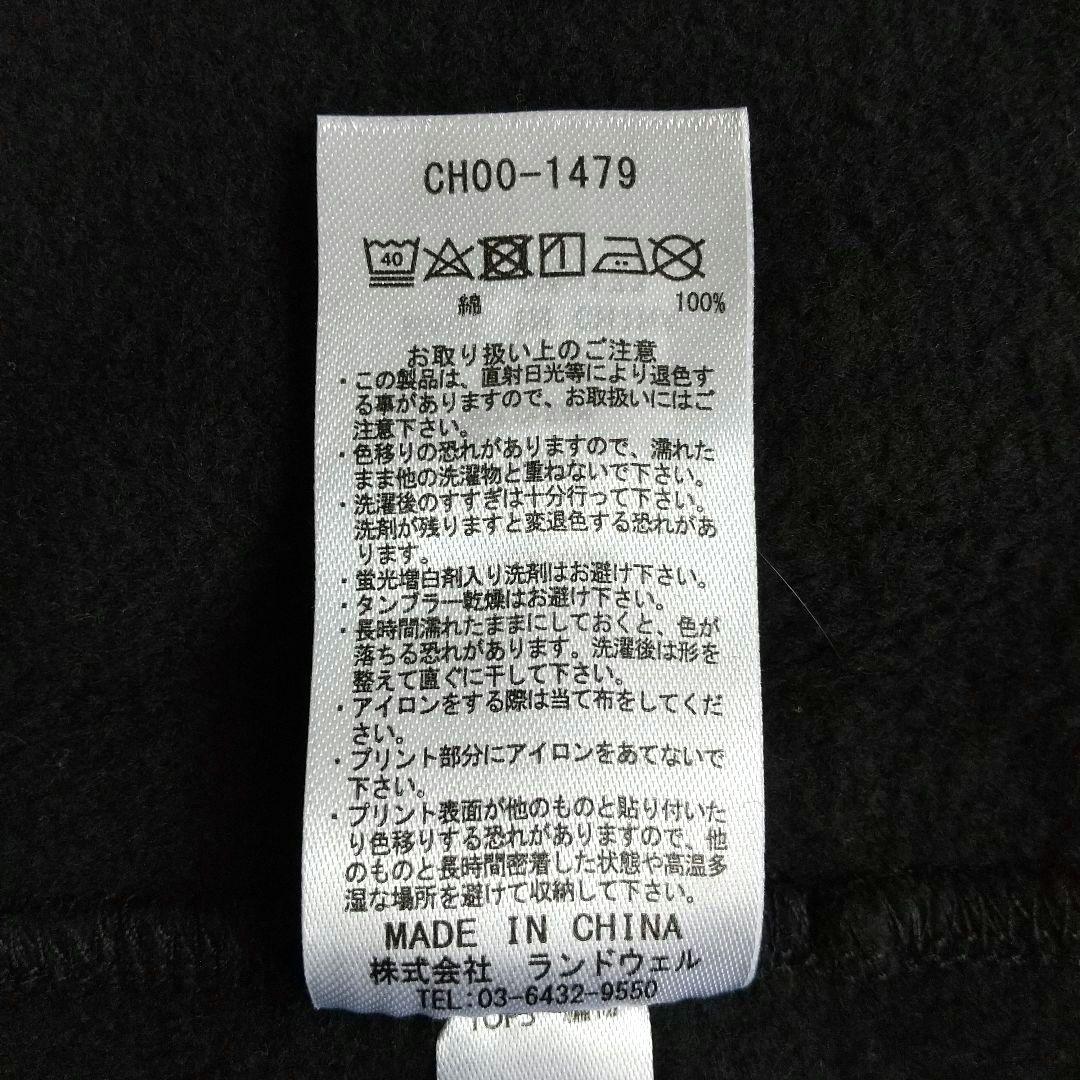 CH00-1479
40
綿 100%
お取り扱い上のご注意
・この製品は、直射日光等により退色す
る事がありますので、お取扱いにはご
注意下さい。
・色移りの恐れがありますので、濡れた
まま他の洗濯物と重ねないで下さい。
・洗濯後のすすぎは十分行って下さい。
洗剤が残りますと変退色する恐れがあ
ります。
・蛍光増白剤入り洗剤はお避け下さい。
・タンブラー乾燥はお避け下さい。
・長時間濡れたままにしておくと、色が
落ちる恐れがあります。洗濯後は形を
整えて直ぐに干して下さい。
・アイロンをする際は当て布をしてくだ
さい。
・プリント部分にアイロンをあてないで
下さい。
・プリント表面が他のものと貼り付いた
り色移りする恐れがありますので、他
のものと長時間密着した状態や高温多
湿な場所を避けて収納して下さい。
MADE IN CHINA
株式会社 ランドウェル
TEL:03-6432-9550